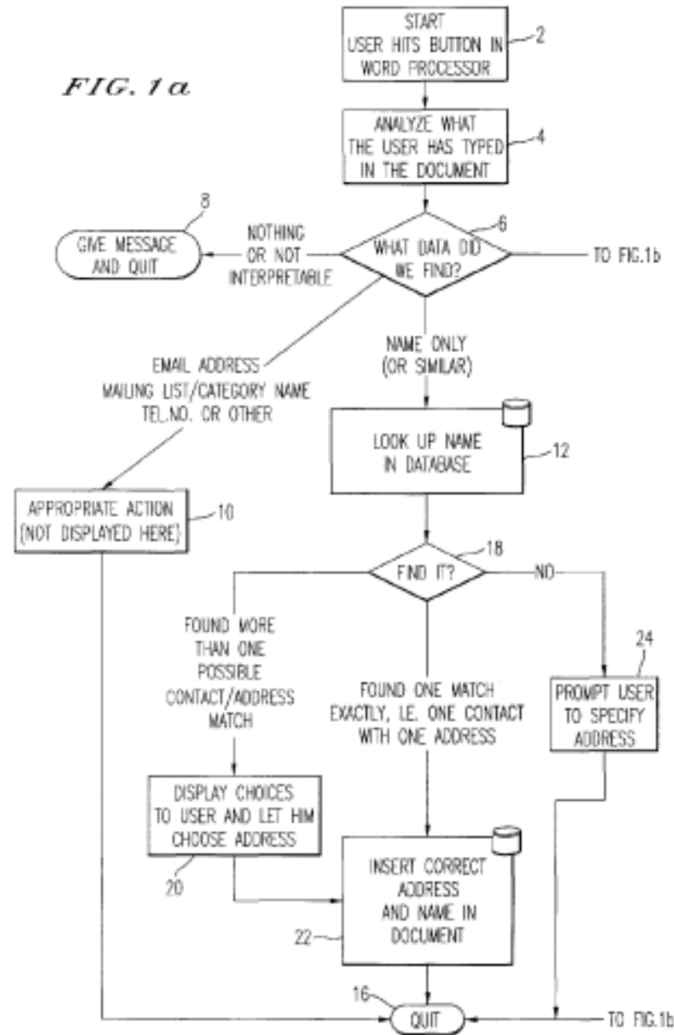 FIG. 1a
START
USER HITS BUTTON IN
WORD PROCESSOR
2
ANALYZE WHAT
THE USER HAS TYPED
IN THE DOCUMENT
4
8
GIVE MESSAGE
AND QUIT
NOTHING
OR NOT
INTERPRETABLE
6
WHAT DATA DID
WE FIND?
TO FIG.1b
EMAIL ADDRESS
MAILING LIST/CATEGORY NAME
TEL.NO. OR OTHER
NAME ONLY
(OR SIMILAR)
LOOK UP NAME
IN DATABASE
12
APPROPRIATE ACTION
(NOT DISPLAYED HERE)
10
18
FIND IT?
NO
FOUND MORE
THAN ONE
POSSIBLE
CONTACT/ADDRESS
MATCH
FOUND ONE MATCH
EXACTLY, I.E. ONE CONTACT
WITH ONE ADDRESS
24
PROMPT USER
TO SPECIFY
ADDRESS
DISPLAY CHOICES
TO USER AND LET HIM
CHOOSE ADDRESS
20
INSERT CORRECT
ADDRESS
AND NAME IN
DOCUMENT
22
16
QUIT
TO FIG.1b